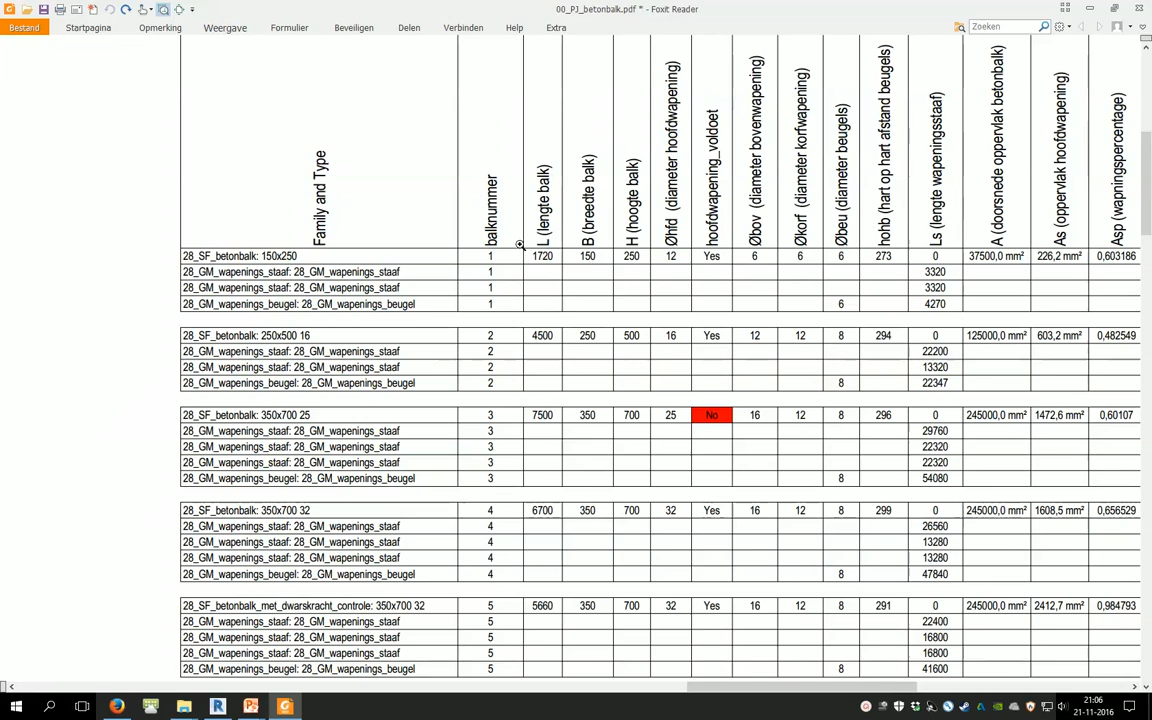 00_PJ_betonbalk.pdf * - Foxit Reader
Bestand Startpagina Opmerking Weergave Formulier Beveiligen Delen Verbinden Help Extra Zoeken
Family and Type
balknummer
L (lengte balk)
B (breedte balk)
H (hoogte balk)
Øhfd (diameter hoofdwapening)
hoofdwapening_voldoet
Øbov (diameter bovenwapening)
Økorf (diameter korfwapening)
Øbeu (diameter beugels)
hohb (hart op hart afstand beugels)
Ls (lengte wapeningsstaaf)
A (doorsnede oppervlak betonbalk)
As (oppervlak hoofdwapening)
Asp (wapningspercentage)
28_SF_betonbalk: 150x250 1 1720 150 250 12 Yes 6 6 6 273 0 37500,0 mm² 226,2 mm² 0,603186
28_GM_wapenings_staaf: 28_GM_wapenings_staaf 1 3320
28_GM_wapenings_staaf: 28_GM_wapenings_staaf 1 3320
28_GM_wapenings_beugel: 28_GM_wapenings_beugel 1 6 4270
28_SF_betonbalk: 250x500 16 2 4500 250 500 16 Yes 12 12 8 294 0 125000,0 mm² 603,2 mm² 0,482549
28_GM_wapenings_staaf: 28_GM_wapenings_staaf 2 22200
28_GM_wapenings_staaf: 28_GM_wapenings_staaf 2 13320
28_GM_wapenings_beugel: 28_GM_wapenings_beugel 2 8 22347
28_SF_betonbalk: 350x700 25 3 7500 350 700 25 No 16 12 8 296 0 245000,0 mm² 1472,6 mm² 0,60107
28_GM_wapenings_staaf: 28_GM_wapenings_staaf 3 29760
28_GM_wapenings_staaf: 28_GM_wapenings_staaf 3 22320
28_GM_wapenings_staaf: 28_GM_wapenings_staaf 3 22320
28_GM_wapenings_beugel: 28_GM_wapenings_beugel 3 8 54080
28_SF_betonbalk: 350x700 32 4 6700 350 700 32 Yes 16 12 8 299 0 245000,0 mm² 1608,5 mm² 0,656529
28_GM_wapenings_staaf: 28_GM_wapenings_staaf 4 26560
28_GM_wapenings_staaf: 28_GM_wapenings_staaf 4 13280
28_GM_wapenings_staaf: 28_GM_wapenings_staaf 4 13280
28_GM_wapenings_beugel: 28_GM_wapenings_beugel 4 8 47840
28_SF_betonbalk_met_dwarskracht_controle: 350x700 32 5 5660 350 700 32 Yes 16 12 8 291 0 245000,0 mm² 2412,7 mm² 0,984793
28_GM_wapenings_staaf: 28_GM_wapenings_staaf 5 22400
28_GM_wapenings_staaf: 28_GM_wapenings_staaf 5 16800
28_GM_wapenings_staaf: 28_GM_wapenings_staaf 5 16800
28_GM_wapenings_beugel: 28_GM_wapenings_beugel 5 8 41600
21:06
21-11-2016